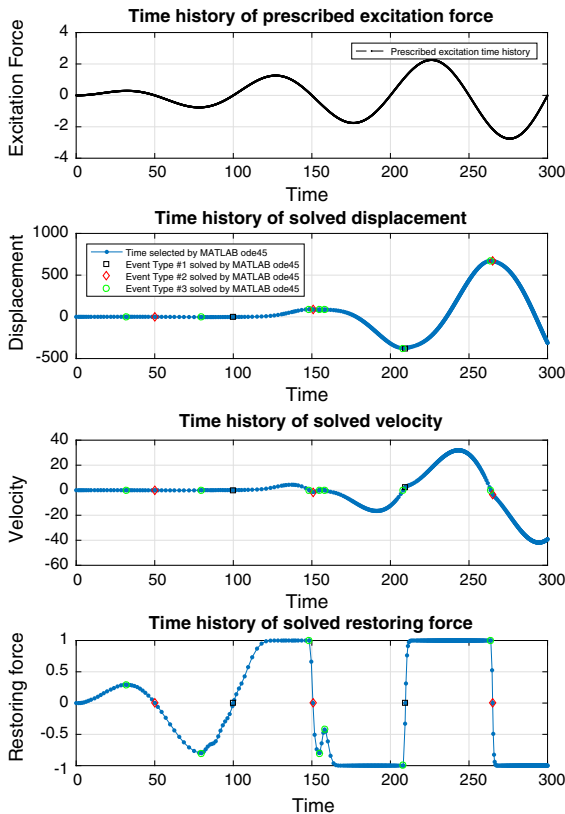 Time history of prescribed excitation force
4
2
0
-2
-4
Excitation Force
Prescribed excitation time history
0 50 100 150 200 250 300
Time
Time history of solved displacement
1000
500
0
-500
Displacement
Time selected by MATLAB ode45
Event Type #1 solved by MATLAB ode45
Event Type #2 solved by MATLAB ode45
Event Type #3 solved by MATLAB ode45
0 50 100 150 200 250 300
Time
Time history of solved velocity
40
20
0
-20
-40
-60
Velocity
0 50 100 150 200 250 300
Time
Time history of solved restoring force
1
0.5
0
-0.5
-1
Restoring force
0 50 100 150 200 250 300
Time